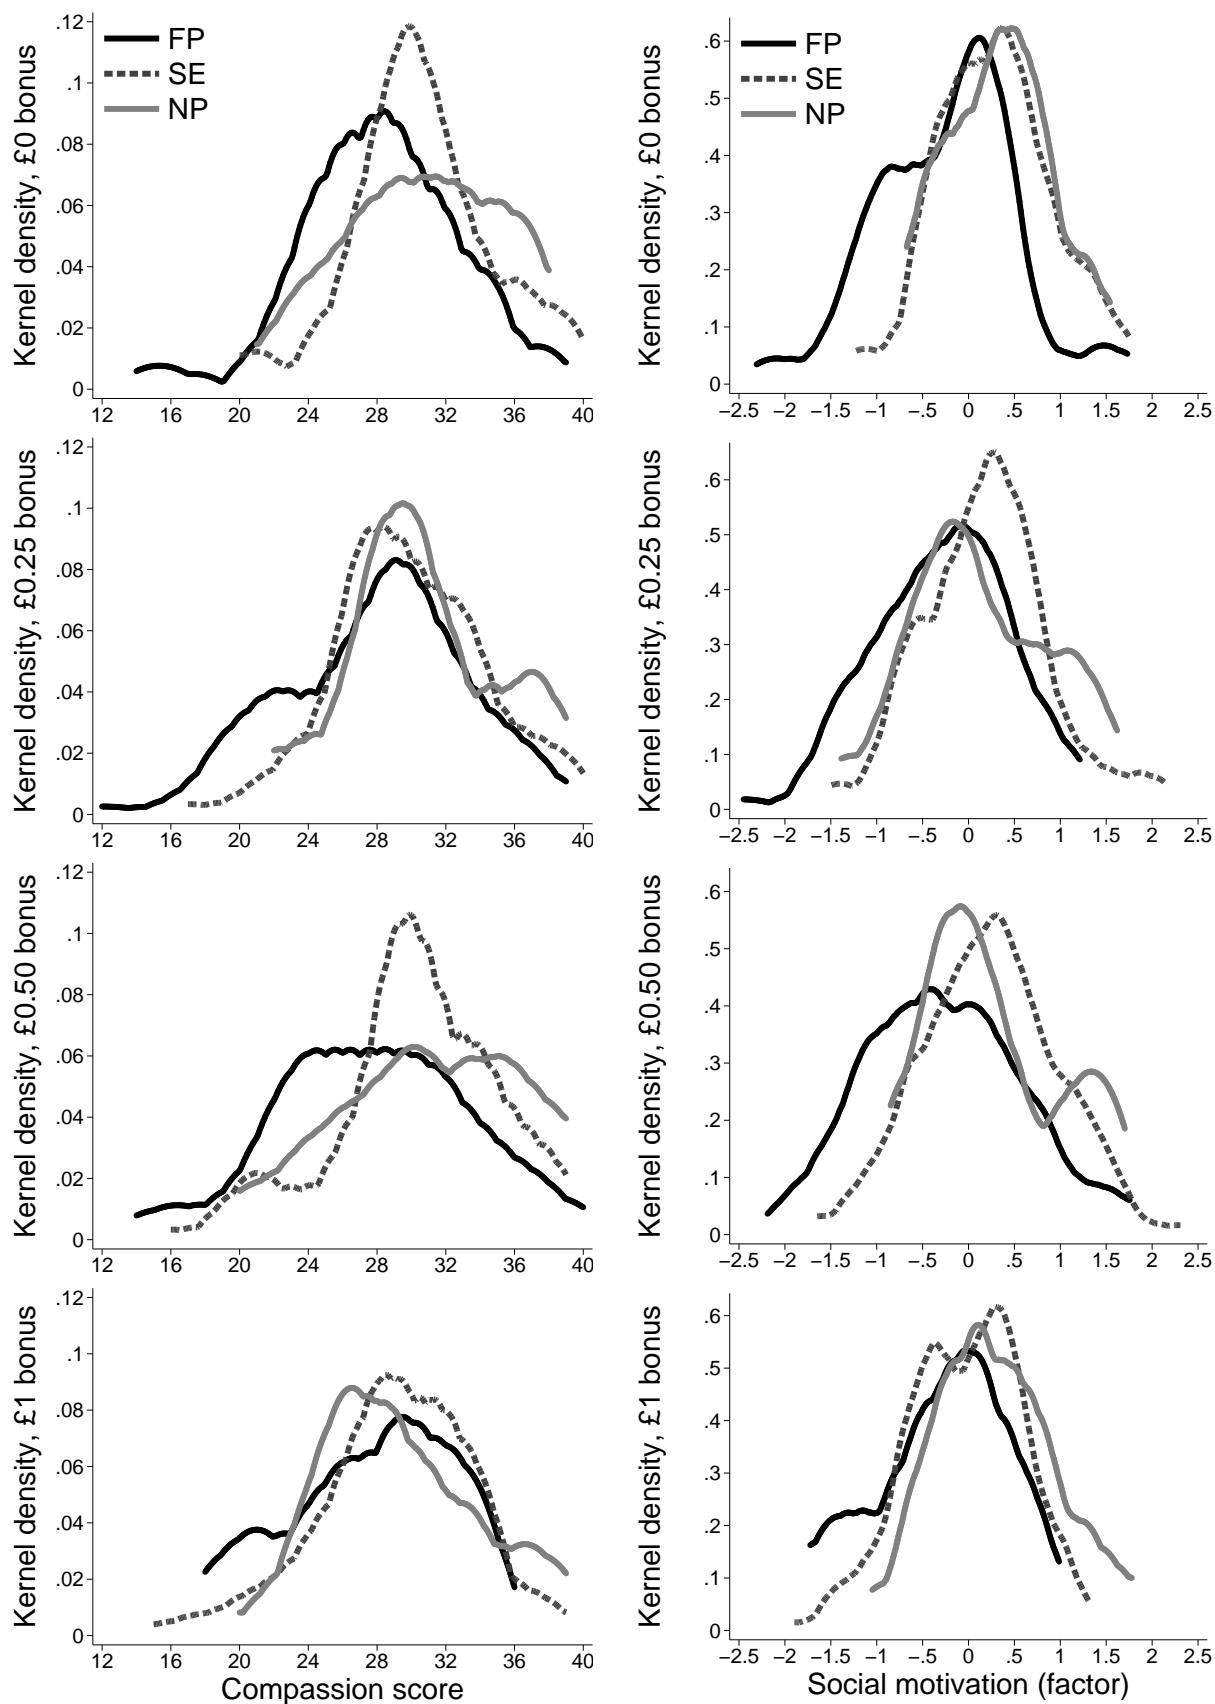 Kernel density, £0 bonus
.12
.1
.08
.06
.04
.02
0
FP
SE
NP
12 16 20 24 28 32 36 40
Kernel density, £0 bonus
.6
.5
.4
.3
.2
.1
0
FP
SE
NP
−2.5 −2 −1.5 −1 −.5 0 .5 1 1.5 2 2.5
Kernel density, £0.25 bonus
.12
.1
.08
.06
.04
.02
0
12 16 20 24 28 32 36 40
Kernel density, £0.25 bonus
.6
.5
.4
.3
.2
.1
0
−2.5 −2 −1.5 −1 −.5 0 .5 1 1.5 2 2.5
Kernel density, £0.50 bonus
.12
.1
.08
.06
.04
.02
0
12 16 20 24 28 32 36 40
Kernel density, £0.50 bonus
.6
.5
.4
.3
.2
.1
0
−2.5 −2 −1.5 −1 −.5 0 .5 1 1.5 2 2.5
Kernel density, £1 bonus
.12
.1
.08
.06
.04
.02
0
12 16 20 24 28 32 36 40
Compassion score
Kernel density, £1 bonus
.6
.5
.4
.3
.2
.1
0
−2.5 −2 −1.5 −1 −.5 0 .5 1 1.5 2 2.5
Social motivation (factor)